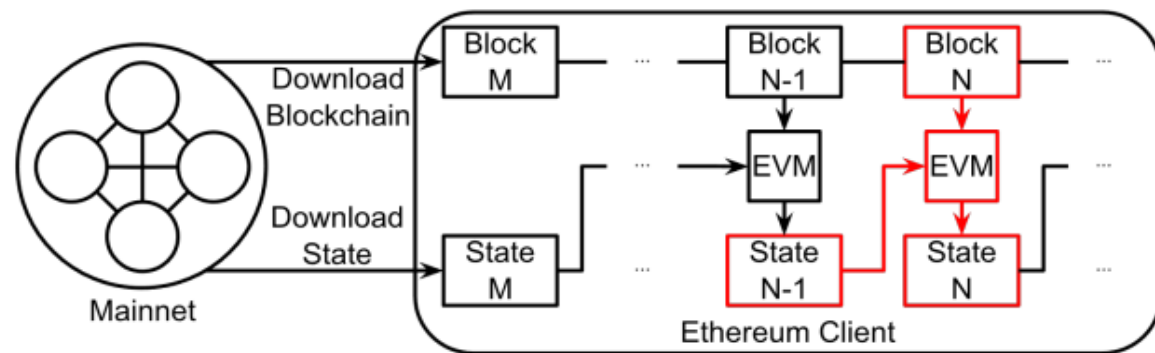 Block
M
...
Block
N-1
Block
N
...
Download
Blockchain
...
EVM
EVM
...
Download
State
State
M
...
State
N-1
State
N
...
Mainnet
Ethereum Client